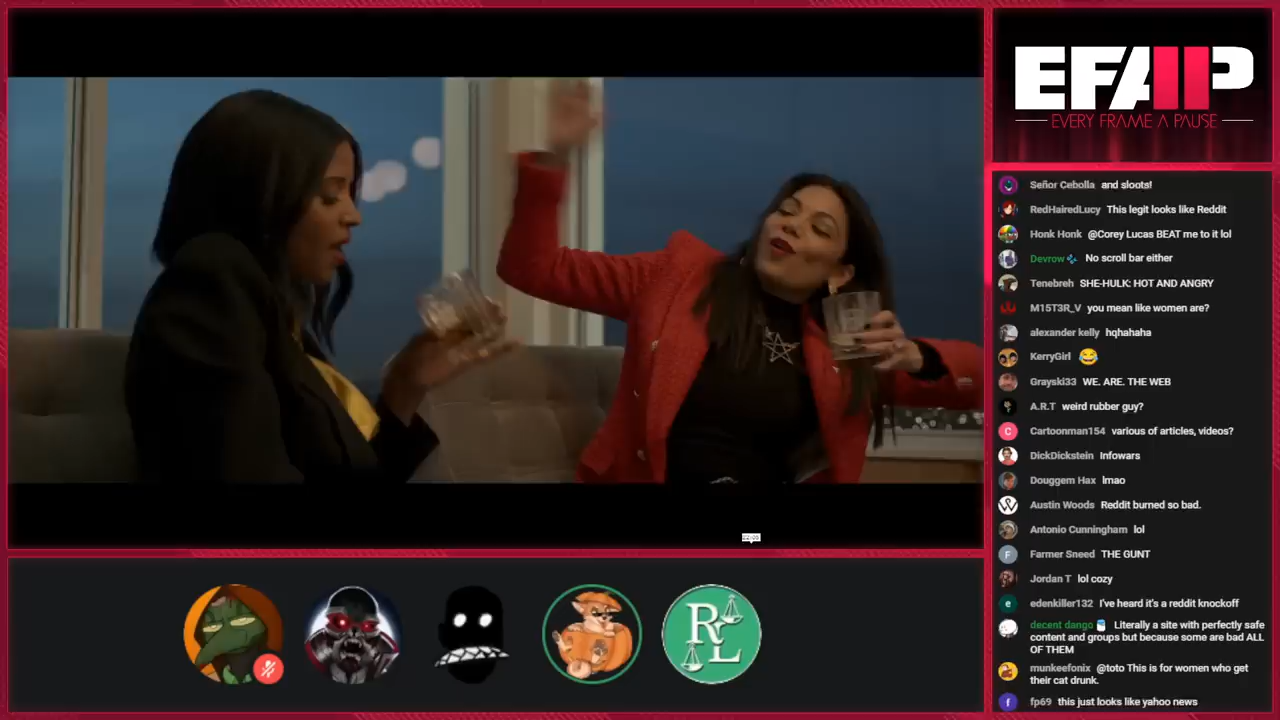 EFAP
EVERY FRAME A PAUSE
Señor Cebolla and sloots!
RedHairedLucy This legit looks like Reddit
Honk Honk @Corey Lucas BEAT me to it lol
Devrow No scroll bar either
Tenebreh SHE-HULK: HOT AND ANGRY
M15T3R_V you mean like women are?
alexander kelly hqhahaha
KerryGirl 😂
Grayski33 WE. ARE. THE WEB
A.R.T weird rubber guy?
C
Cartoonman154 various of articles, videos?
DickDickstein Infowars
Douggem Hax lmao
Austin Woods Reddit burned so bad.
Antonio Cunningham lol
F
Farmer Sneed THE GUNT
Jordan T lol cozy
e
edenkiller132 I've heard it's a reddit knockoff
decent dango Literally a site with perfectly safe
content and groups but because some are bad ALL
OF THEM
munkeefonix @toto This is for women who get
their cat drunk.
f
fp69 this just looks like yahoo news
RL